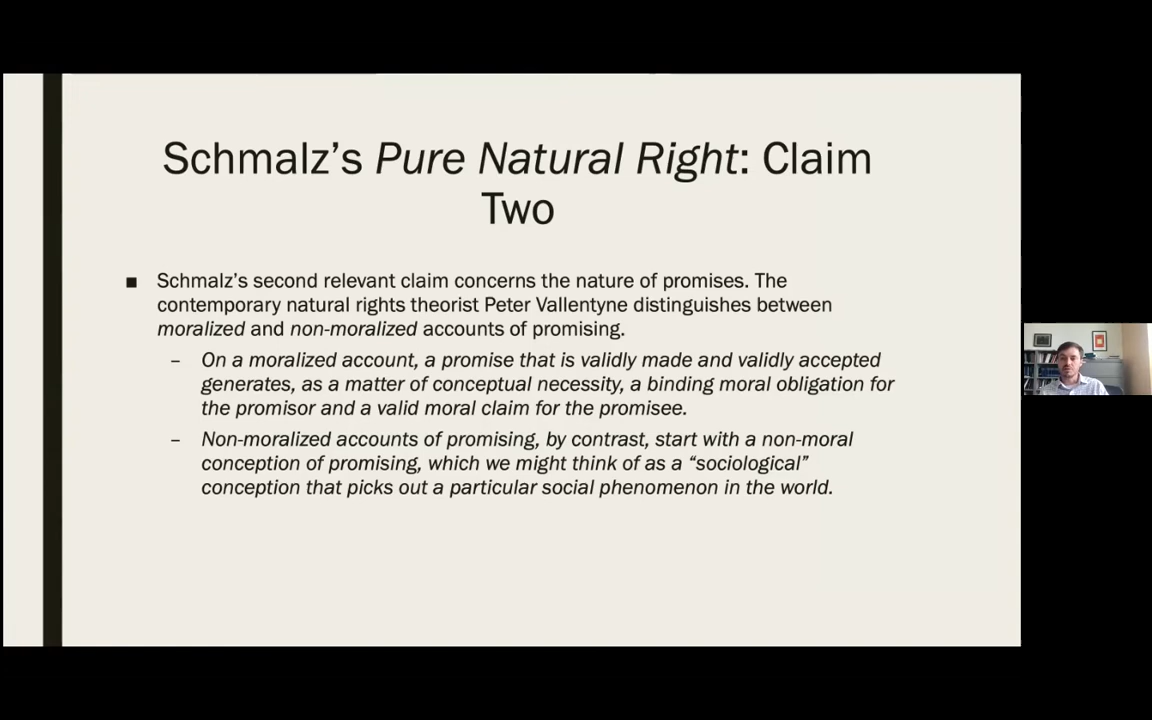 Schmalz’s Pure Natural Right: Claim
Two
■ Schmalz’s second relevant claim concerns the nature of promises. The
contemporary natural rights theorist Peter Vallentyne distinguishes between
moralized and non-moralized accounts of promising.
– On a moralized account, a promise that is validly made and validly accepted
generates, as a matter of conceptual necessity, a binding moral obligation for
the promisor and a valid moral claim for the promisee.
– Non-moralized accounts of promising, by contrast, start with a non-moral
conception of promising, which we might think of as a “sociological”
conception that picks out a particular social phenomenon in the world.